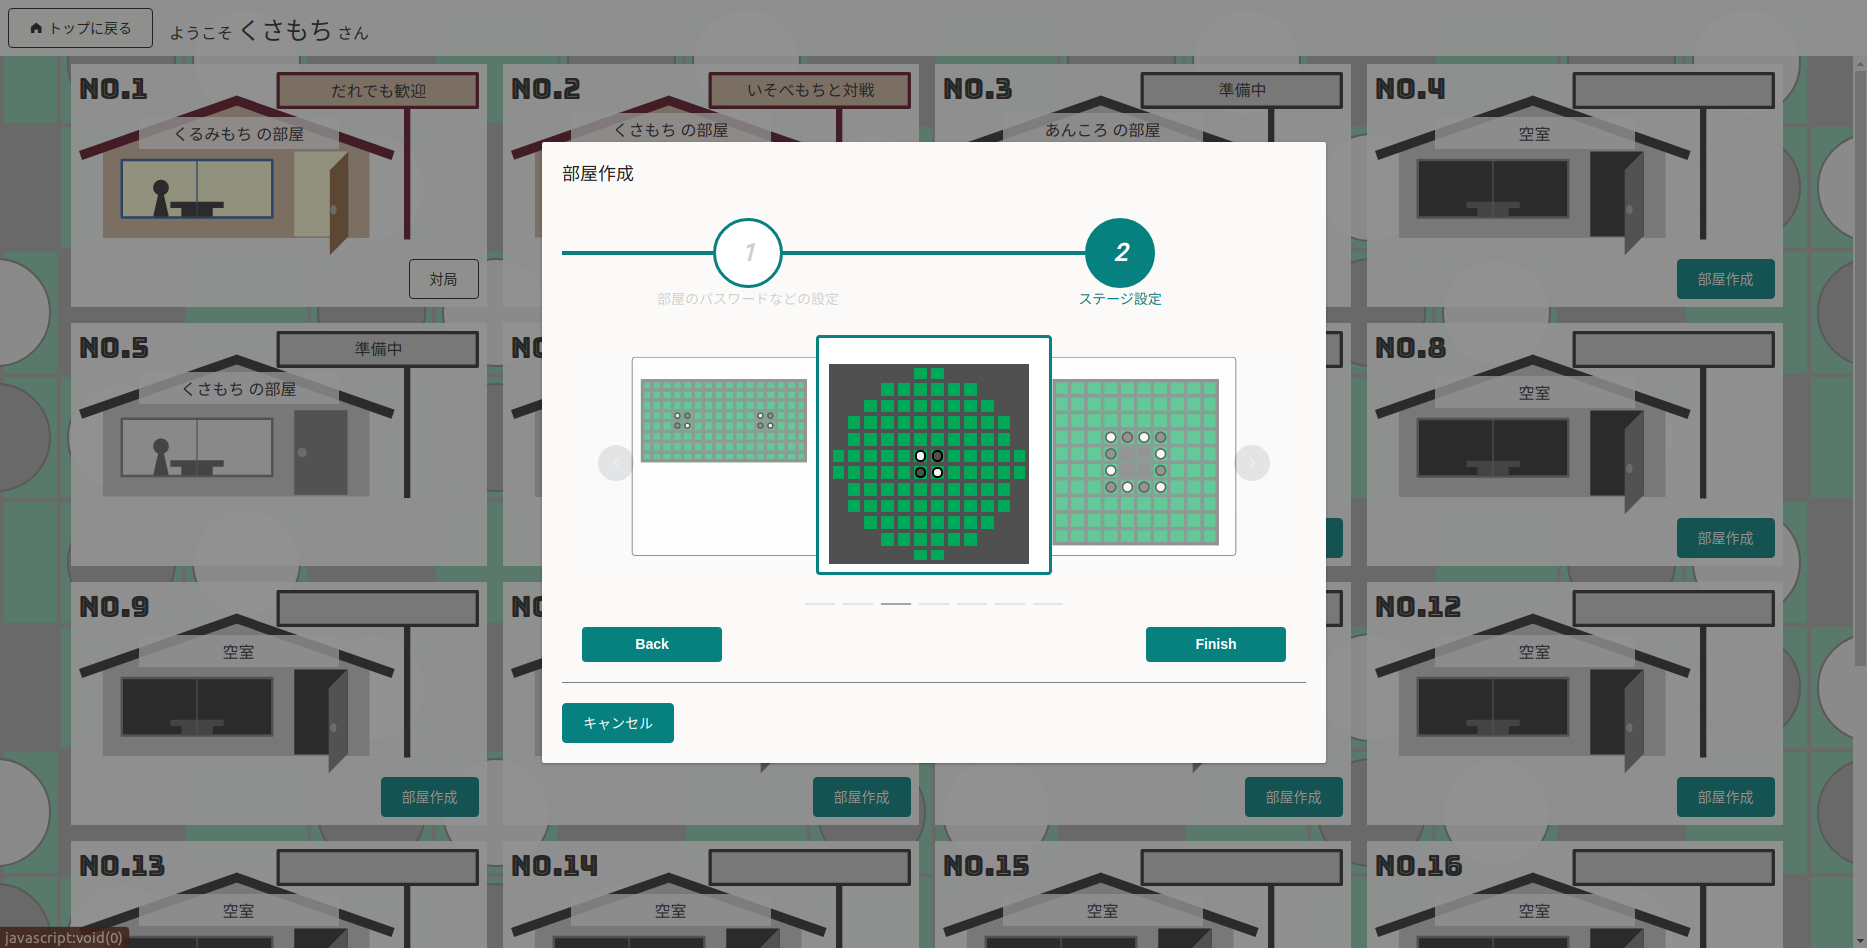 トップに戻る
ようこそ くさもち さん
NO.1
だれでも歓迎
くるみもち の部屋
対局
NO.2
いそべもちと対戦
くさもち の部屋
NO.3
準備中
あんころ の部屋
NO.4
空室
部屋作成
部屋作成
1
2
部屋のパスワードなどの設定
ステージ設定
Back
Finish
キャンセル
NO.5
準備中
くさもち の部屋
NO.8
空室
部屋作成
NO.9
空室
部屋作成
部屋作成
部屋作成
NO.12
空室
部屋作成
NO.13
空室
NO.14
空室
NO.15
空室
NO.16
空室
javascript:void(0)